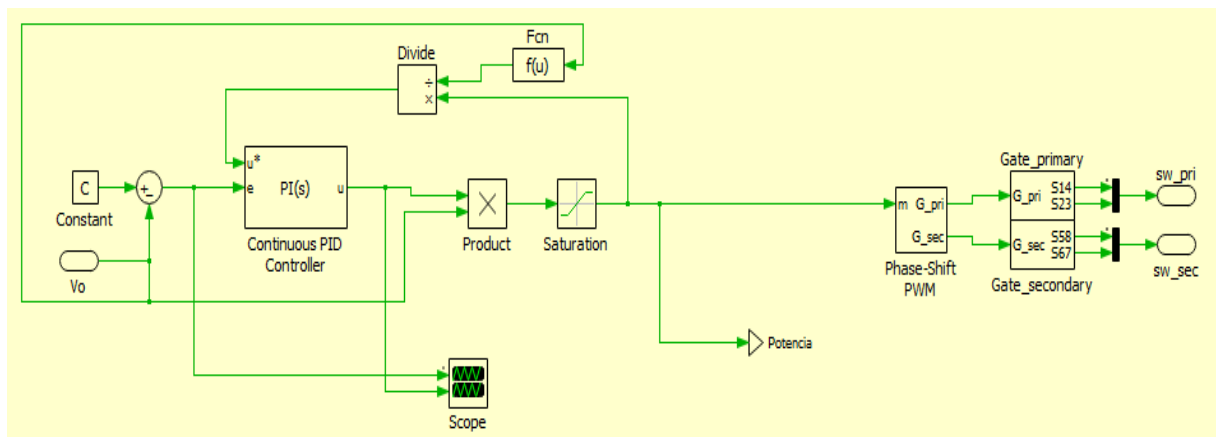 Fcn
f(u)
Divide
÷
x
u*
e
PI(s)
u
Continuous PID
Controller
C
Constant
+
-
Vo
X
Product
Saturation
Scope
Potencia
m
G_pri
G_sec
Phase-Shift
PWM
Gate_primary
G_pri
S14
S23
G_sec
S58
S67
Gate_secondary
sw_pri
sw_sec